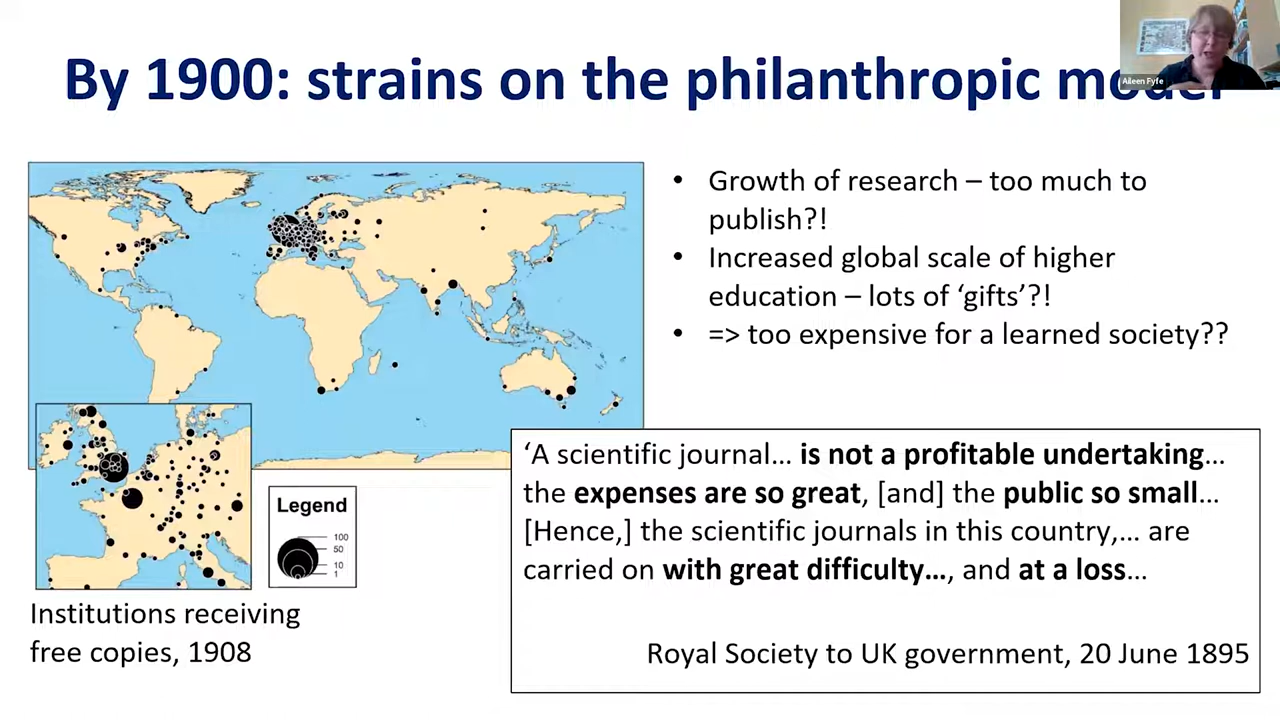 By 1900: strains on the philanthropic model
Aileen Fyfe
• Growth of research – too much to
publish?!
• Increased global scale of higher
education – lots of ‘gifts’?!
• => too expensive for a learned society??
Legend
100
50
10
1
Institutions receiving
free copies, 1908
‘A scientific journal… is not a profitable undertaking…
the expenses are so great, [and] the public so small…
[Hence,] the scientific journals in this country,… are
carried on with great difficulty…, and at a loss…
Royal Society to UK government, 20 June 1895